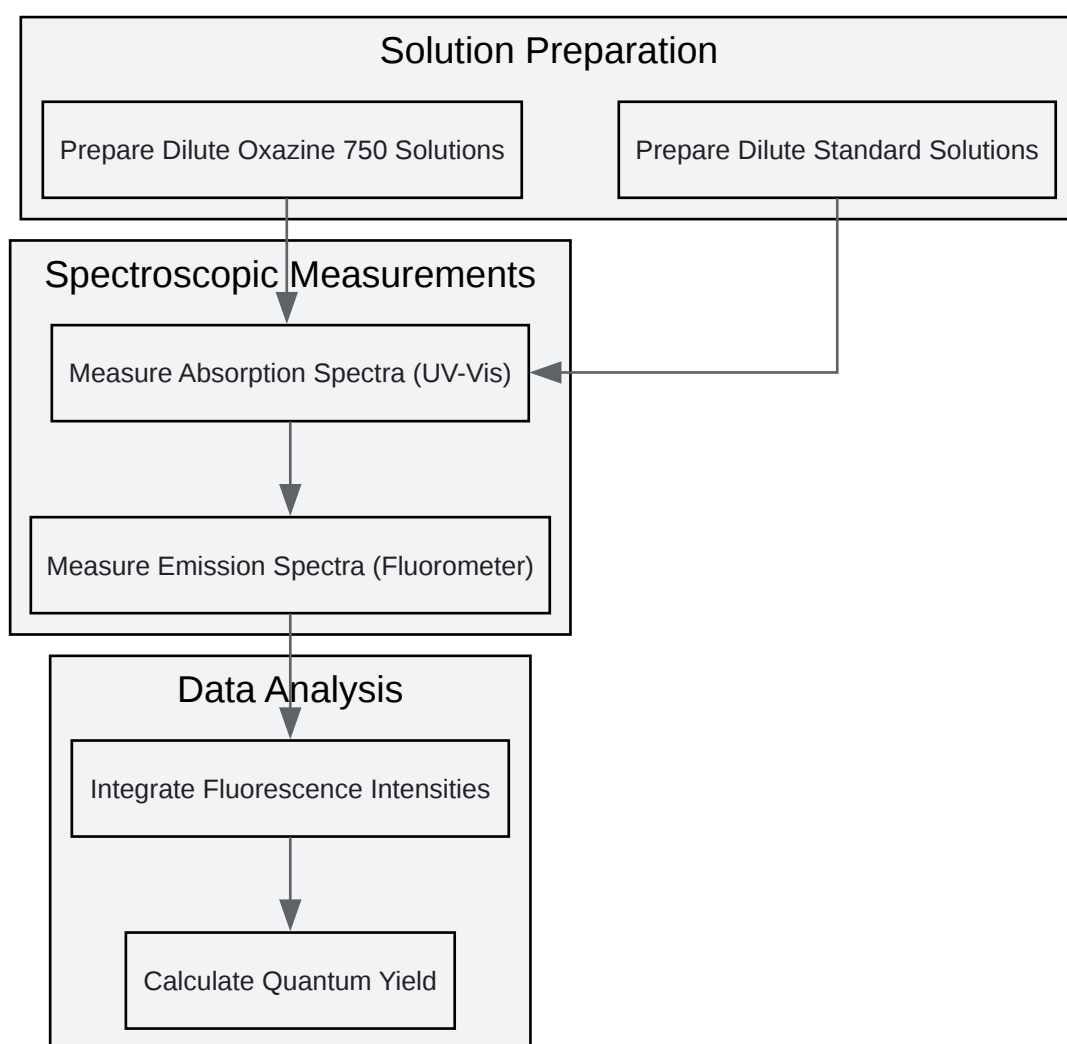 Solution Preparation
Prepare Dilute Oxazine 750 Solutions
Prepare Dilute Standard Solutions
Spectroscopic Measurements
Measure Absorption Spectra (UV-Vis)
Measure Emission Spectra (Fluorometer)
Data Analysis
Integrate Fluorescence Intensities
Calculate Quantum Yield